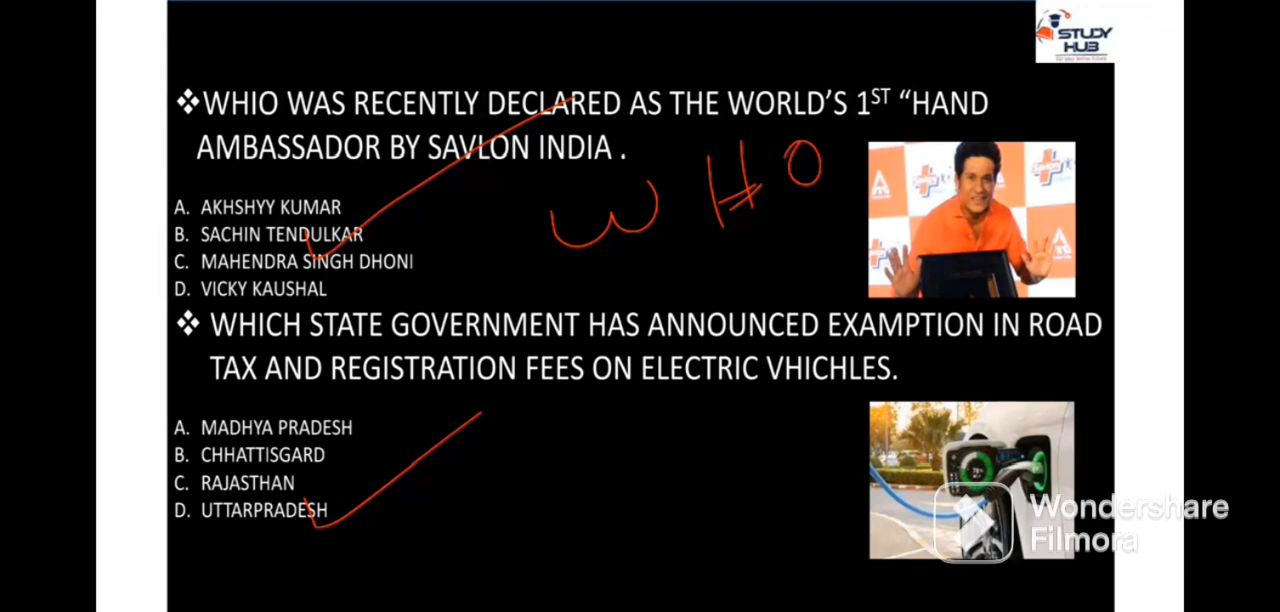 STUDY
HUB
❖WHIO WAS RECENTLY DECLARED AS THE WORLD'S 1ST “HAND
AMBASSADOR BY SAVLON INDIA .
W H O
A. AKHSHYY KUMAR
B. SACHIN TENDULKAR
C. MAHENDRA SINGH DHONI
D. VICKY KAUSHAL
❖ WHICH STATE GOVERNMENT HAS ANNOUNCED EXAMPTION IN ROAD
TAX AND REGISTRATION FEES ON ELECTRIC VHICHLES.
A. MADHYA PRADESH
B. CHHATTISGARD
C. RAJASTHAN
D. UTTARPRADESH
Wondershare
Filmora